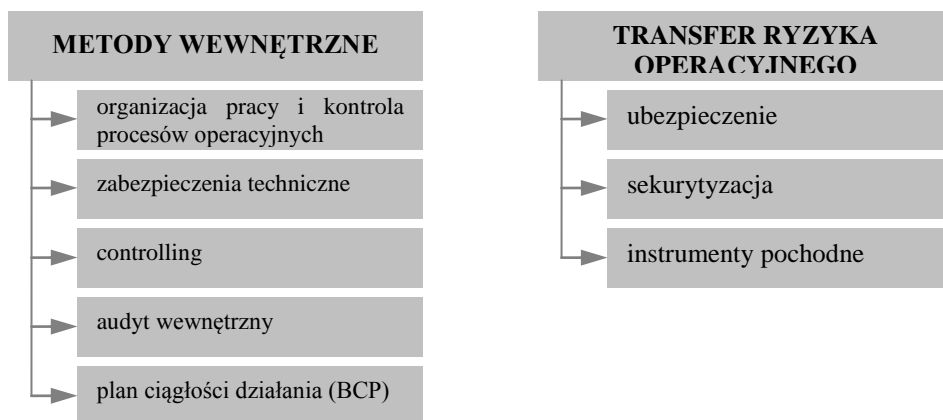 METODY WEWNĘTRZNE
organizacja pracy i kontrola
procesów operacyjnych
zabezpieczenia techniczne
controlling
audyt wewnętrzny
plan ciągłości działania (BCP)
TRANSFER RYZYKA
OPERACYJNEGO
ubezpieczenie
sekurytyzacja
instrumenty pochodne